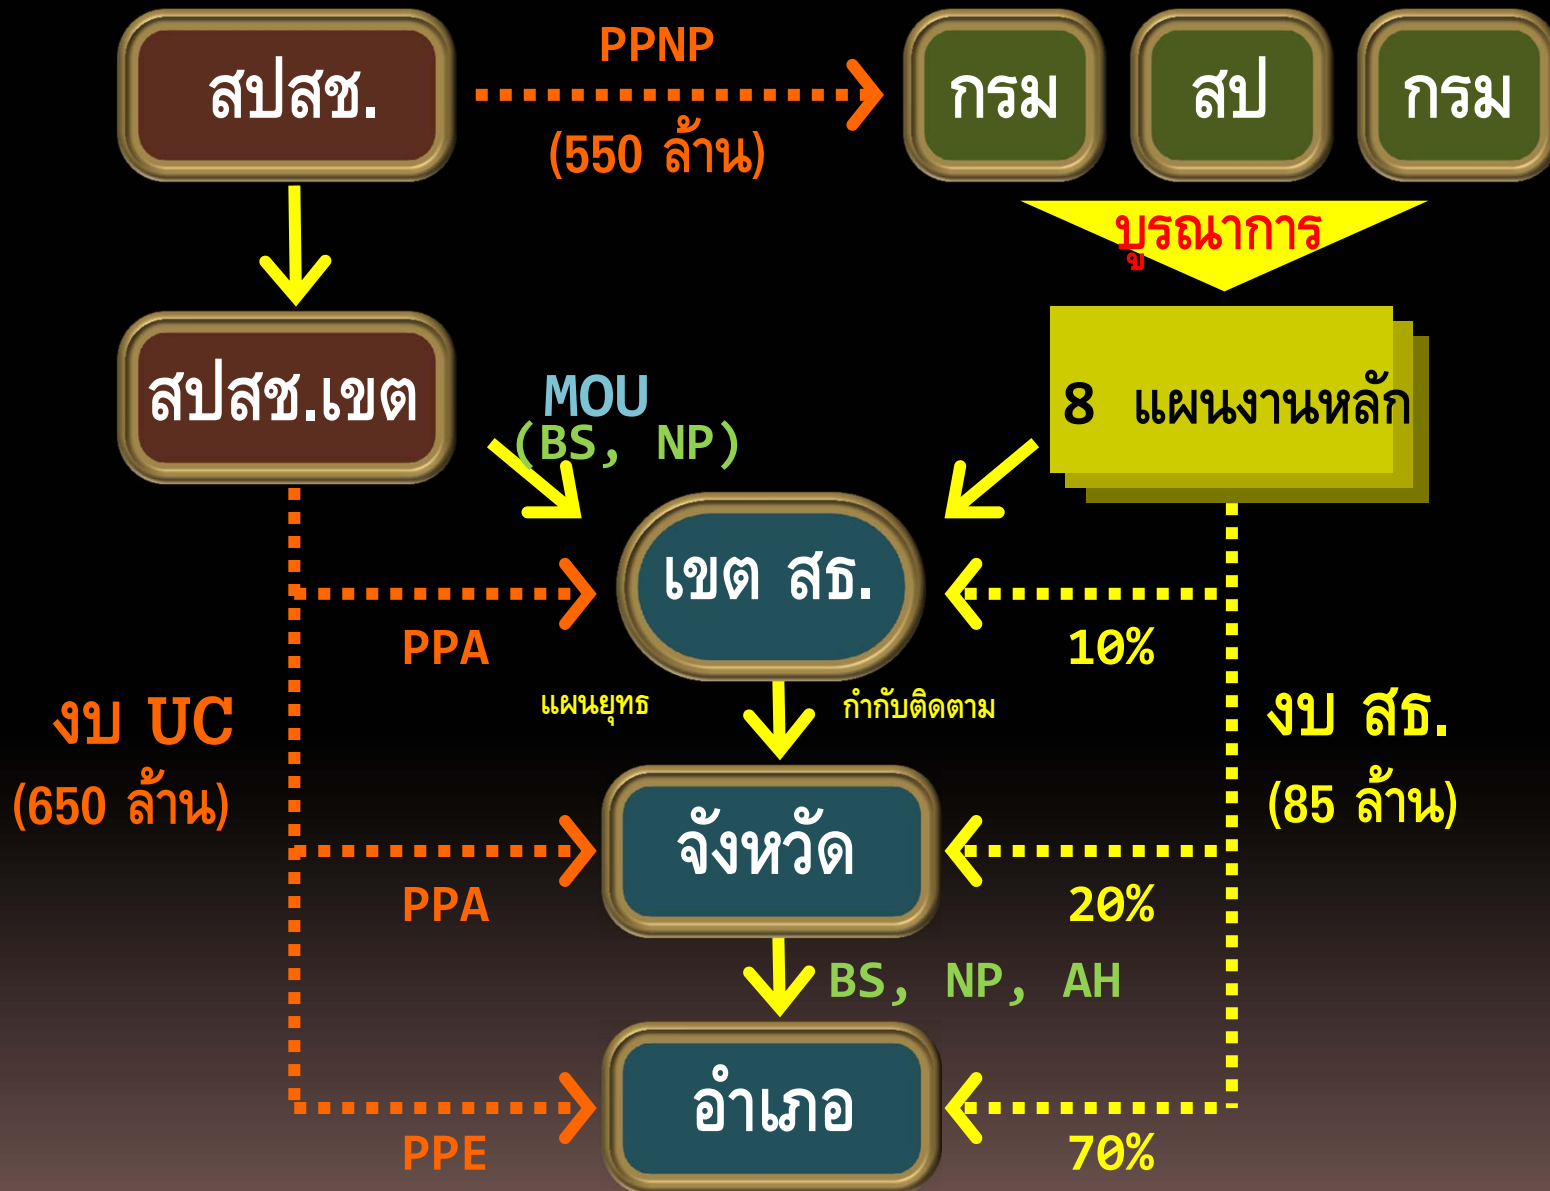 PPNP
สปสช.
กรม
สป
กรม
(550 ล้าน)
บูรณาการ
สปสช.เขต
MOU
(BS, NP)
8 แผนงานหลัก
เขต สธ.
PPA
10%
แผนยุทธ
กำกับติดตาม
งบ UC
(650 ล้าน)
งบ สธ.
(85 ล้าน)
จังหวัด
PPA
20%
BS, NP, AH
อำเภอ
PPE
70%